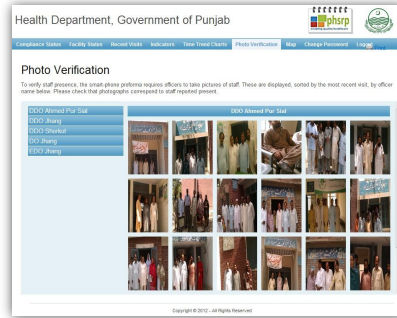 Health Department, Government of Punjab
phsrp
Compliance Status Facility Status Recent Visits Indicators Time Trend Charts Photo Verification Map Change Password Logout
Photo Verification
To verify staff presence, the smart-phone proforma requires officers to take pictures of staff. These are displayed, sorted by the most recent visit, by officer
name below. Please check that photographs correspond to staff reported present.
DDO Ahmed Pur Sial
DDO Jhang
DDO Shorkot
DO Jhang
EDO Jhang
DDO Ahmed Pur Sial
Copyright © 2012 - All Rights Reserved